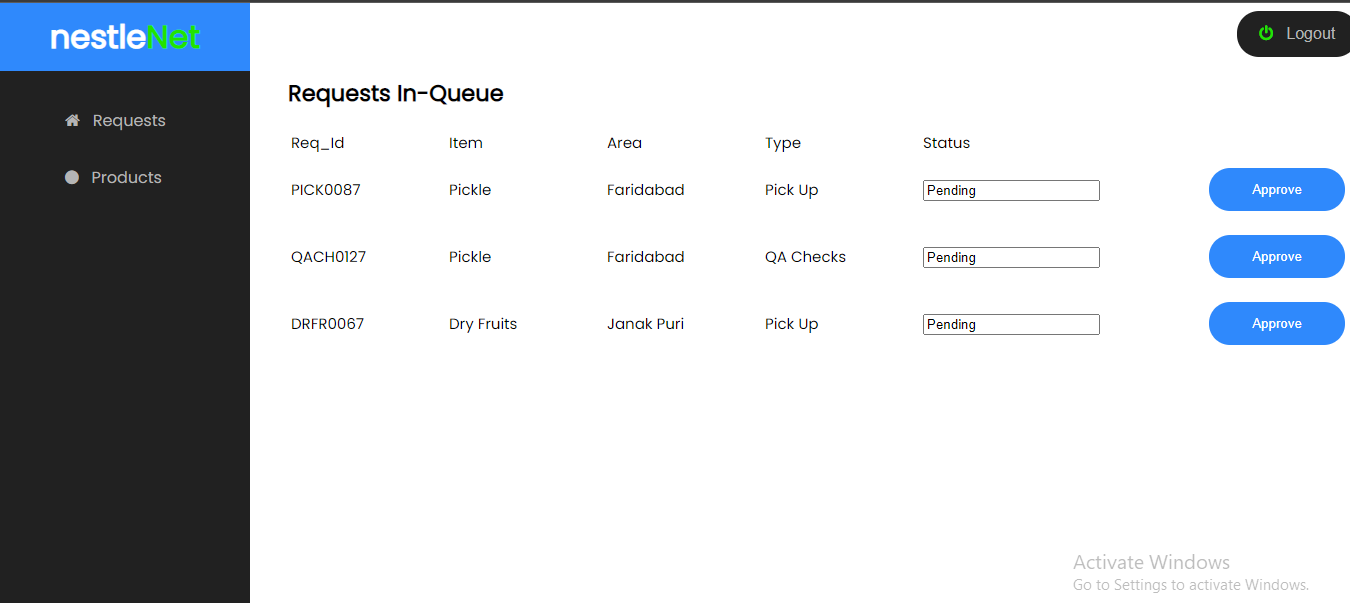 nestleNet
Logout
Requests
Products
Requests In-Queue
Req_Id Item Area Type Status
PICK0087 Pickle Faridabad Pick Up Pending Approve
QACH0127 Pickle Faridabad QA Checks Pending Approve
DRFR0067 Dry Fruits Janak Puri Pick Up Pending Approve
Activate Windows
Go to Settings to activate Windows.